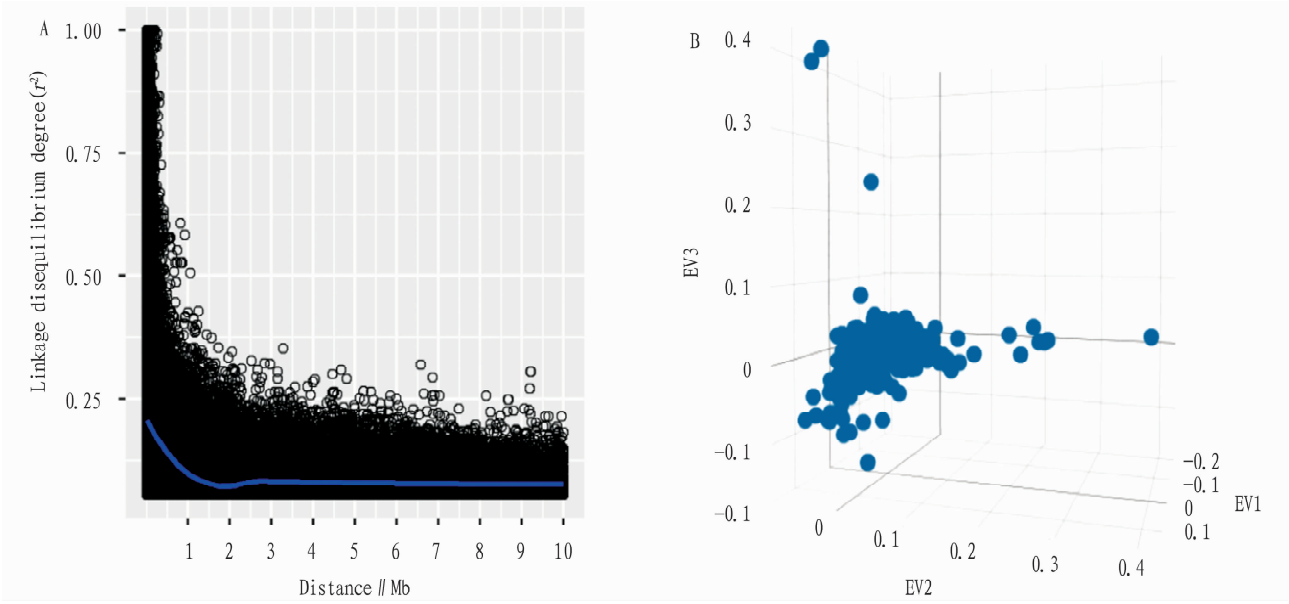 A
Linkage disequilibrium degree(r²)
1.00
0.75
0.50
0.25
1 2 3 4 5 6 7 8 9 10
Distance∥Mb
B
EV3
0.4
0.3
0.2
0.1
0
-0.1
-0.1
0 0.1 0.2 0.3 0.4
EV2
-0.2
-0.1
0
0.1
EV1